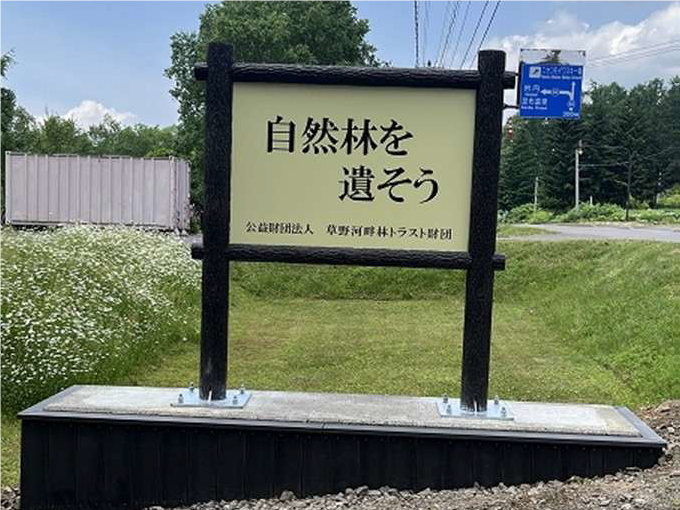 自然林を
遺そう
公益財団法人 草野河畔林トラスト財団